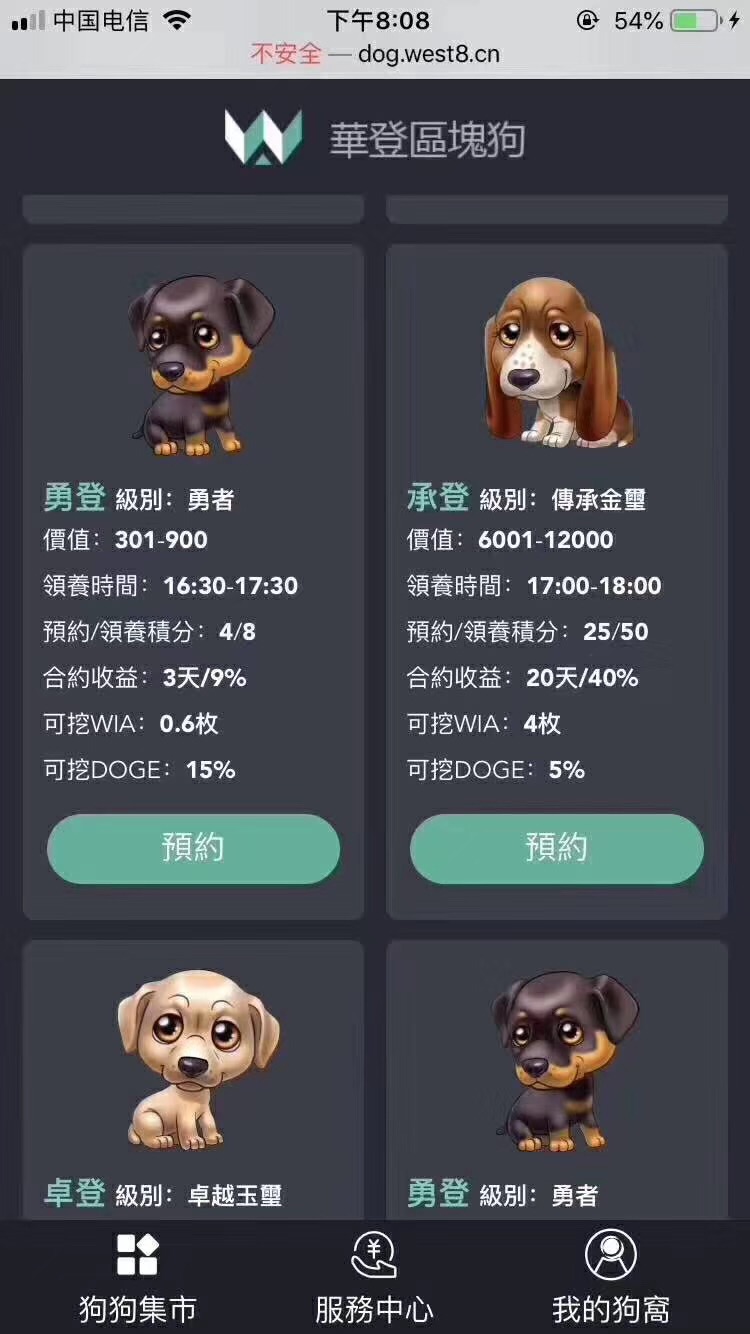 中国电信 下午8:08 54%
不安全 — dog.west8.cn
華登區塊狗
勇登 級別：勇者
價值：301-900
領養時間：16:30-17:30
預約/領養積分：4/8
合約收益：3天/9%
可挖WIA：0.6枚
可挖DOGE：15%
預約
承登 級別：傳承金璽
價值：6001-12000
領養時間：17:00-18:00
預約/領養積分：25/50
合約收益：20天/40%
可挖WIA：4枚
可挖DOGE：5%
預約
卓登 級別：卓越玉璽
勇登 級別：勇者
狗狗集市 服務中心 我的狗窩